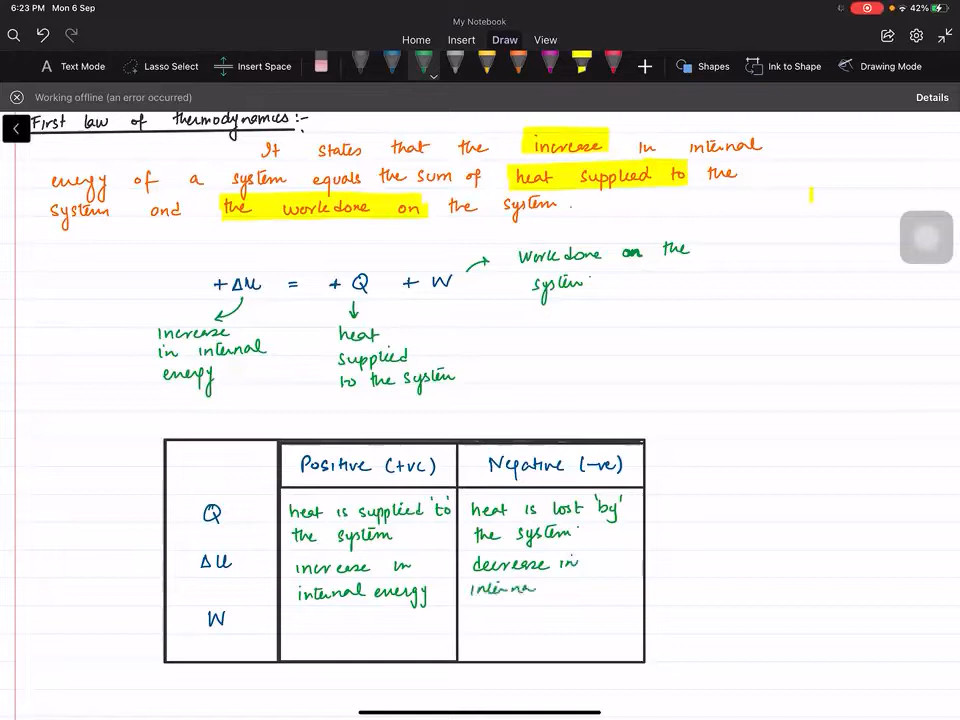 6:23 PM Mon 6 Sep
42%
My Notebook
Home Insert Draw View
Text Mode Lasso Select Insert Space Shapes Ink to Shape Drawing Mode
Working offline (an error occurred) Details
First law of thermodynamics :-
It states that the increase in internal
energy of a system equals the sum of heat supplied to the
system and the workdone on the system.
+ΔU = +Q + W
Workdone on the
system.
increase
in internal
energy
heat
supplied
to the system
Positive (+ve) Negative (-ve)
Q heat is supplied 'to' heat is lost 'by'
the system the system.
ΔU increase in decrease in
internal energy interna
W